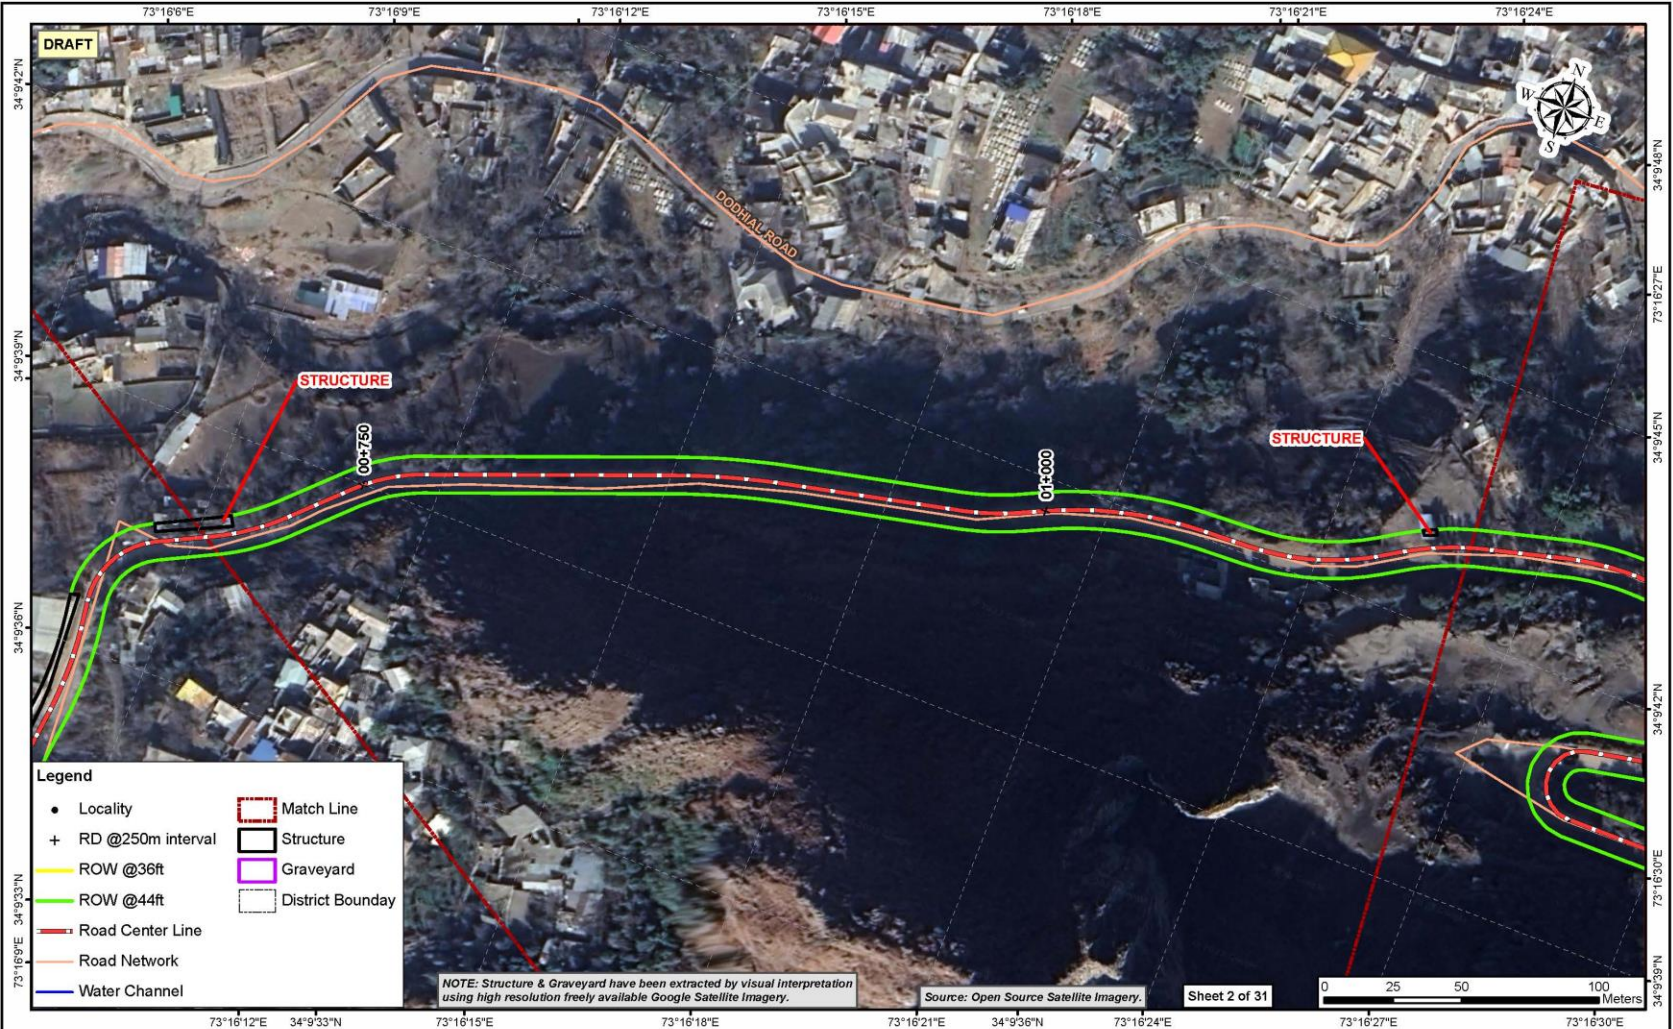 73°16'6"E
73°16'9"E
73°16'12"E
73°16'15"E
73°16'18"E
73°16'21"E
73°16'24"E
DRAFT
34°9'42"N
N
W
E
S
34°9'48"N
DODHIAL ROAD
73°16'27"E
34°9'39"N
STRUCTURE
00+750
01+000
STRUCTURE
34°9'45"N
34°9'36"N
34°9'42"N
Legend
Locality
RD @250m interval
ROW @36ft
ROW @44ft
Road Center Line
Road Network
Water Channel
Match Line
Structure
Graveyard
District Boundary
34°9'33"N
73°16'9"E
73°16'30"E
34°9'39"N
NOTE: Structure & Graveyard have been extracted by visual interpretation
using high resolution freely available Google Satellite Imagery.
Source: Open Source Satellite Imagery.
Sheet 2 of 31
0 25 50 100
Meters
73°16'12"E
34°9'33"N
73°16'15"E
73°16'18"E
73°16'21"E
34°9'36"N
73°16'24"E
73°16'27"E
73°16'30"E